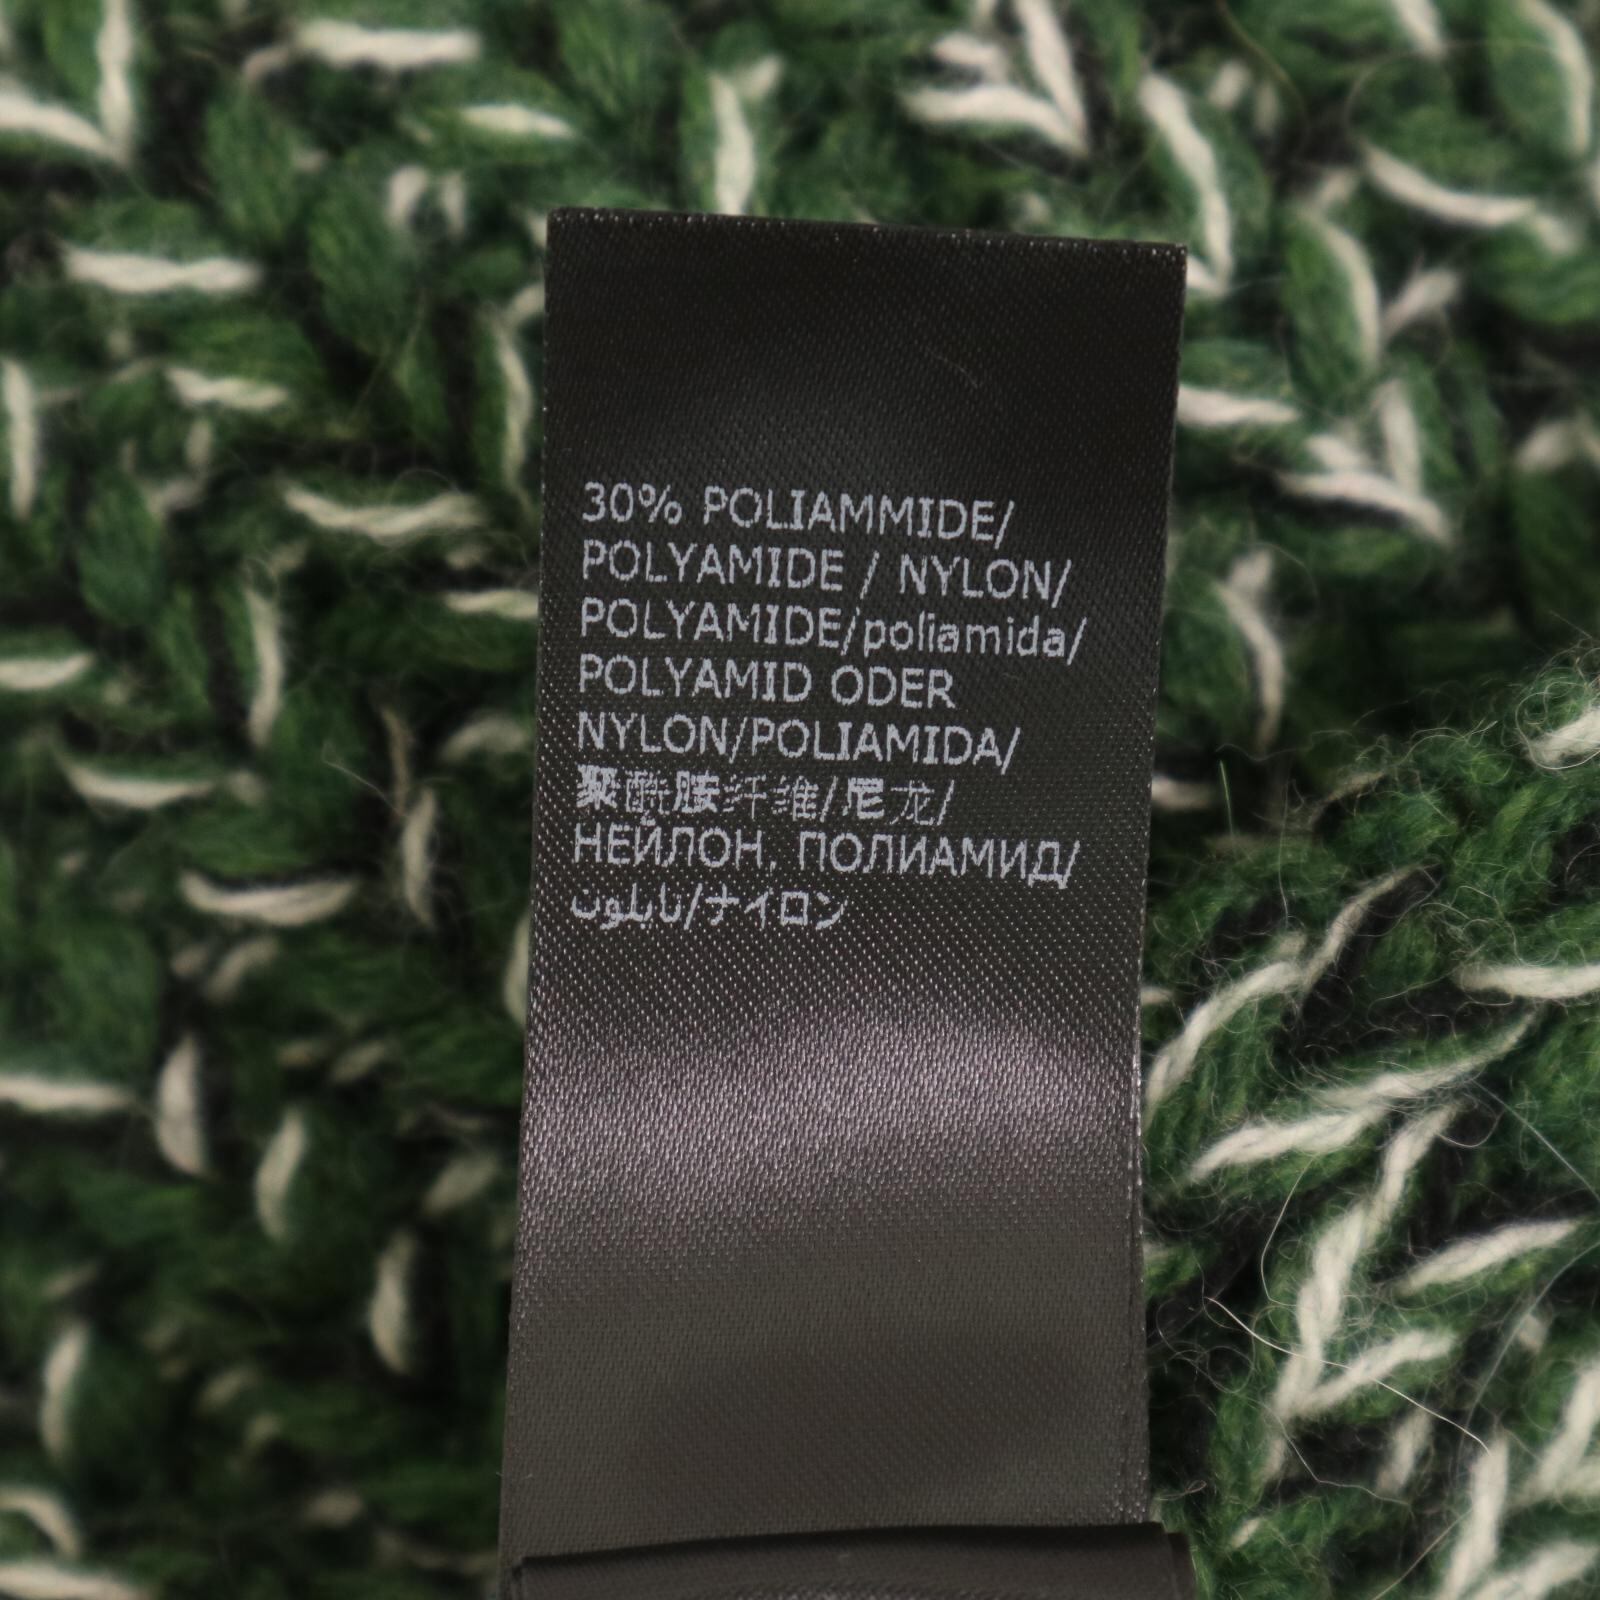 30% POLIAMMIDE/
POLYAMIDE / NYLON/
POLYAMIDE/poliamida/
POLYAMID ODER
NYLON/POLIAMIDA/
聚酰胺纤维/尼龙/
НЕЙЛОН, ПОЛИАМИД/
نايلون/ナイロン